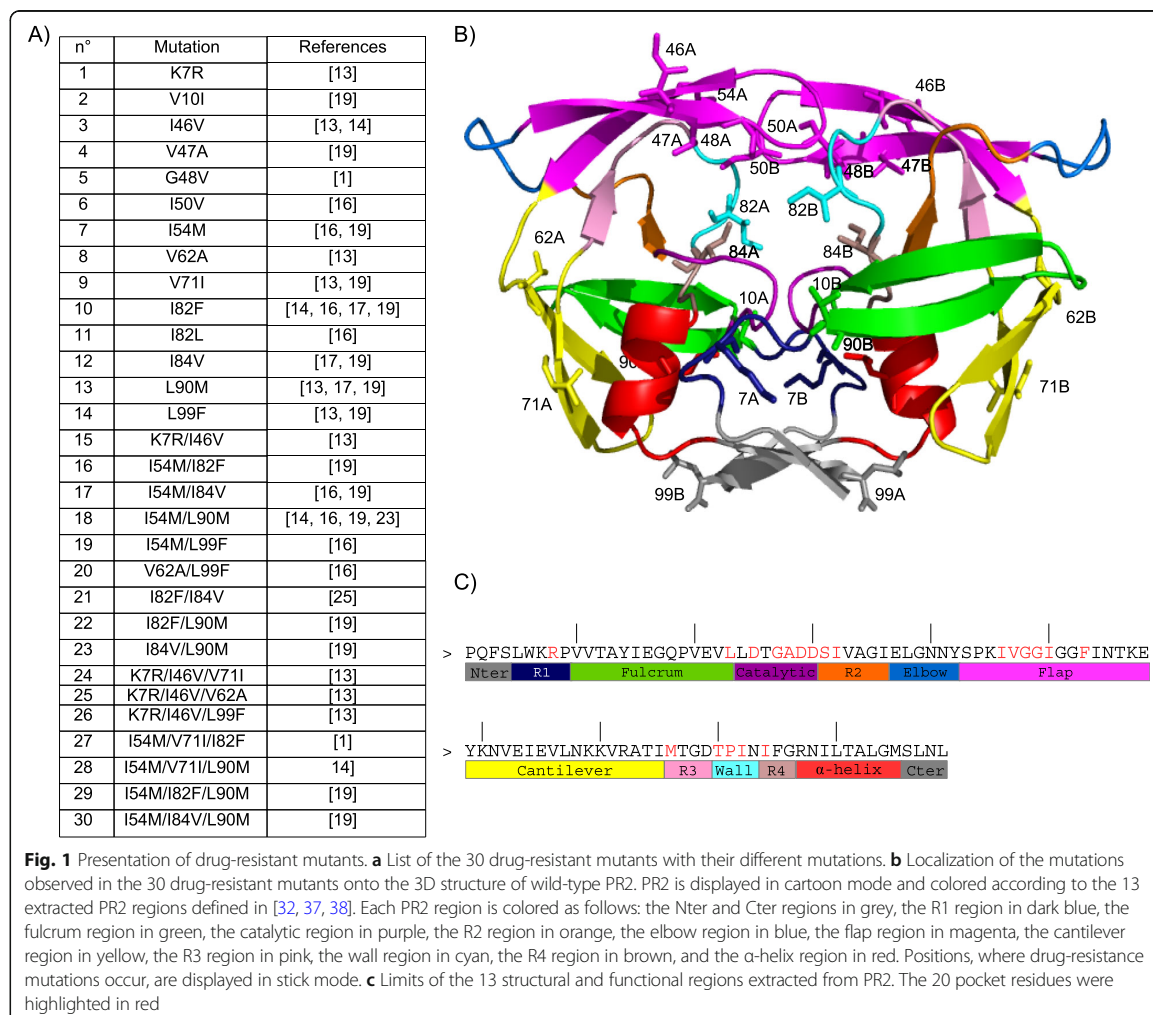 A)
n° Mutation References
1 K7R [13]
2 V10I [19]
3 I46V [13, 14]
4 V47A [19]
5 G48V [1]
6 I50V [16]
7 I54M [16, 19]
8 V62A [13]
9 V71I [13, 19]
10 I82F [14, 16, 17, 19]
11 I82L [16]
12 I84V [17, 19]
13 L90M [13, 17, 19]
14 L99F [13, 19]
15 K7R/I46V [13]
16 I54M/I82F [19]
17 I54M/I84V [16, 19]
18 I54M/L90M [14, 16, 19, 23]
19 I54M/L99F [16]
20 V62A/L99F [16]
21 I82F/I84V [25]
22 I82F/L90M [19]
23 I84V/L90M [19]
24 K7R/I46V/V71I [13]
25 K7R/I46V/V62A [13]
26 K7R/I46V/L99F [13]
27 I54M/V71I/I82F [1]
28 I54M/V71I/L90M 14]
29 I54M/I82F/L90M [19]
30 I54M/I84V/L90M [19]
B)
46A
54A
46B
50A
47A 48A
50B
48B 47B
82A
82B
62A
84A
84B
10B
10A
62B
90B
71A
7A 7B
71B
99B
99A
C)
> PQFSLWKRPVVTAYIEGQPVEVLLDTGADDSIVAGIELGNNYSPKIVGGIGGFINTKE
Nter R1 Fulcrum Catalytic R2 Elbow Flap
> YKNVEIEVLNKKVRATIMTGDTPINIFGRNILTALGMSLNL
Cantilever R3 Wall R4 α-helix Cter
Fig. 1 Presentation of drug-resistant mutants. a List of the 30 drug-resistant mutants with their different mutations. b Localization of the mutations
observed in the 30 drug-resistant mutants onto the 3D structure of wild-type PR2. PR2 is displayed in cartoon mode and colored according to the 13
extracted PR2 regions defined in [32, 37, 38]. Each PR2 region is colored as follows: the Nter and Cter regions in grey, the R1 region in dark blue, the
fulcrum region in green, the catalytic region in purple, the R2 region in orange, the elbow region in blue, the flap region in magenta, the cantilever
region in yellow, the R3 region in pink, the wall region in cyan, the R4 region in brown, and the α-helix region in red. Positions, where drug-resistance
mutations occur, are displayed in stick mode. c Limits of the 13 structural and functional regions extracted from PR2. The 20 pocket residues were
highlighted in red